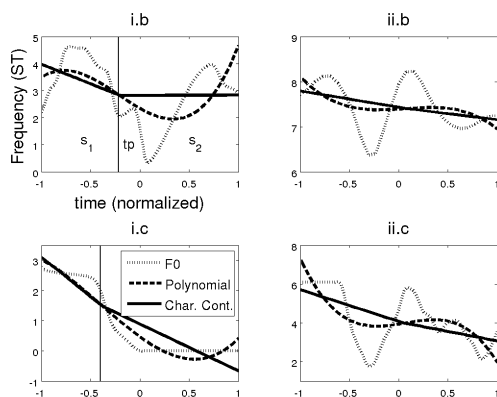 i.b
ii.b
Frequency (ST)
5
4
3
2
1
0
s1 tp s2
-1 -0.5 0 0.5 1
time (normalized)
9
8
7
6
-1 -0.5 0 0.5 1
i.c
ii.c
3
2
1
0
-1
F0
Polynomial
Char. Cont.
-1 -0.5 0 0.5 1
8
6
4
2
-1 -0.5 0 0.5 1